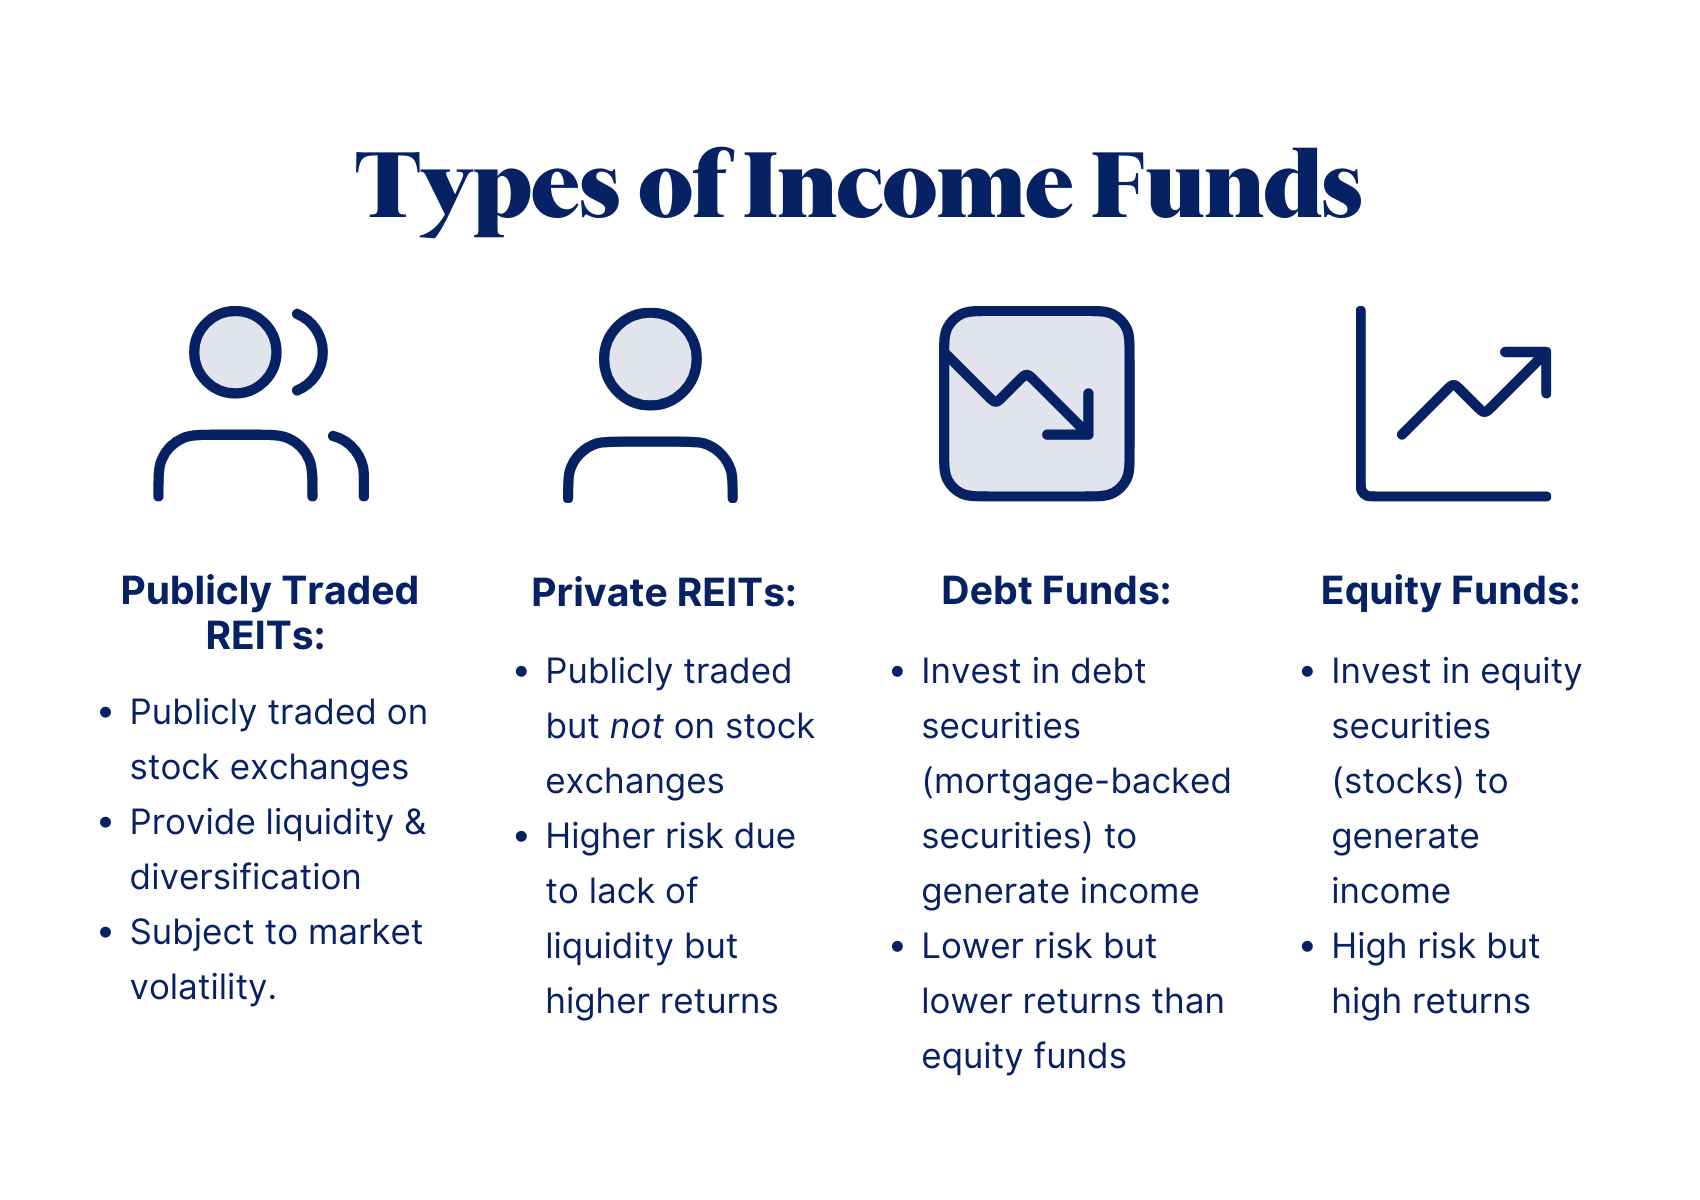 Types of Income Funds
Publicly Traded
REITs:
• Publicly traded on
stock exchanges
• Provide liquidity &
diversification
• Subject to market
volatility.
Private REITs:
• Publicly traded
but not on stock
exchanges
• Higher risk due
to lack of
liquidity but
higher returns
Debt Funds:
• Invest in debt
securities
(mortgage-backed
securities) to
generate income
• Lower risk but
lower returns than
equity funds
Equity Funds:
• Invest in equity
securities
(stocks) to
generate
income
• High risk but
high returns